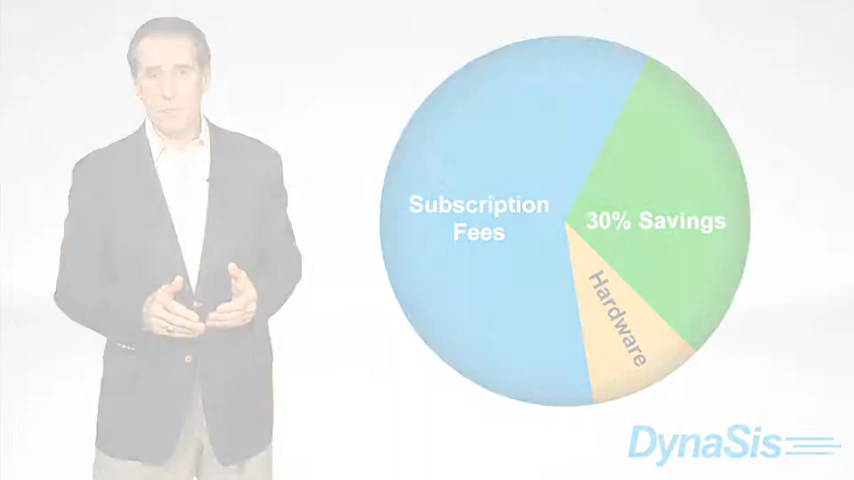 Subscription
Fees
30% Savings
Hardware
DynaSis